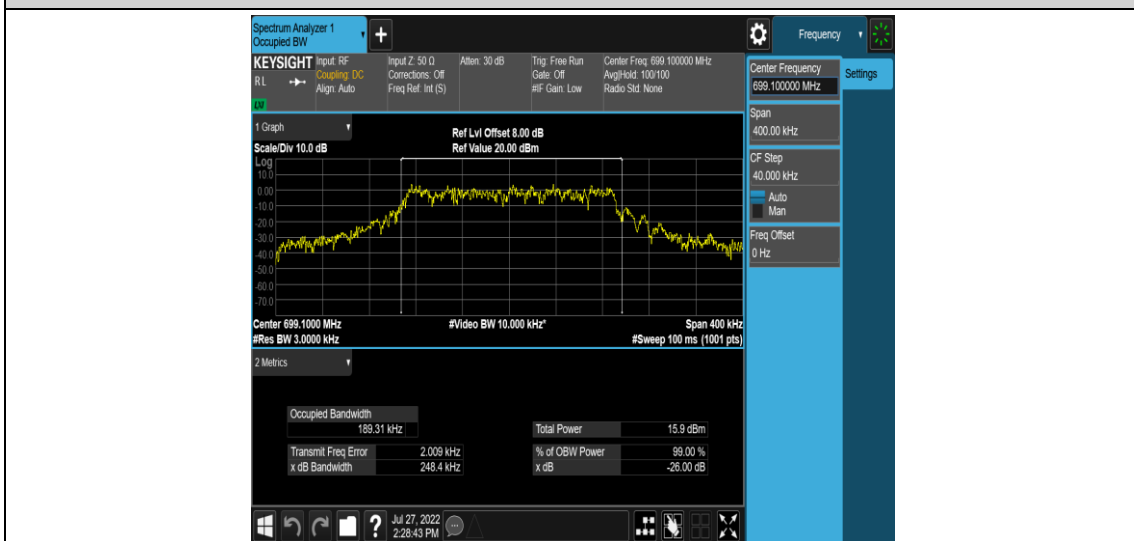 Spectrum Analyzer 1
Occupied BW
+
Frequency
KEYSIGHT
RL
LXI
Input: RF
Coupling: DC
Align: Auto
Input Z: 50 Ω
Corrections: Off
Freq Ref: Int (S)
Atten: 30 dB
Trig: Free Run
Gate: Off
#IF Gain: Low
Center Freq: 699.100000 MHz
Avg|Hold: 100/100
Radio Std: None
Center Frequency
699.100000 MHz
Settings
Span
400.00 kHz
CF Step
40.000 kHz
Auto
Man
Freq Offset
0 Hz
1 Graph
Scale/Div 10.0 dB
Ref Lvl Offset 8.00 dB
Ref Value 20.00 dBm
Log
10.0
0.00
-10.0
-20.0
-30.0
-40.0
-50.0
-60.0
-70.0
Center 699.1000 MHz
#Res BW 3.0000 kHz
#Video BW 10.000 kHz*
Span 400 kHz
#Sweep 100 ms (1001 pts)
2 Metrics
Occupied Bandwidth
189.31 kHz
Transmit Freq Error 2.009 kHz
x dB Bandwidth 248.4 kHz
Total Power 15.9 dBm
% of OBW Power 99.00 %
x dB -26.00 dB
?
Jul 27, 2022
2:28:43 PM